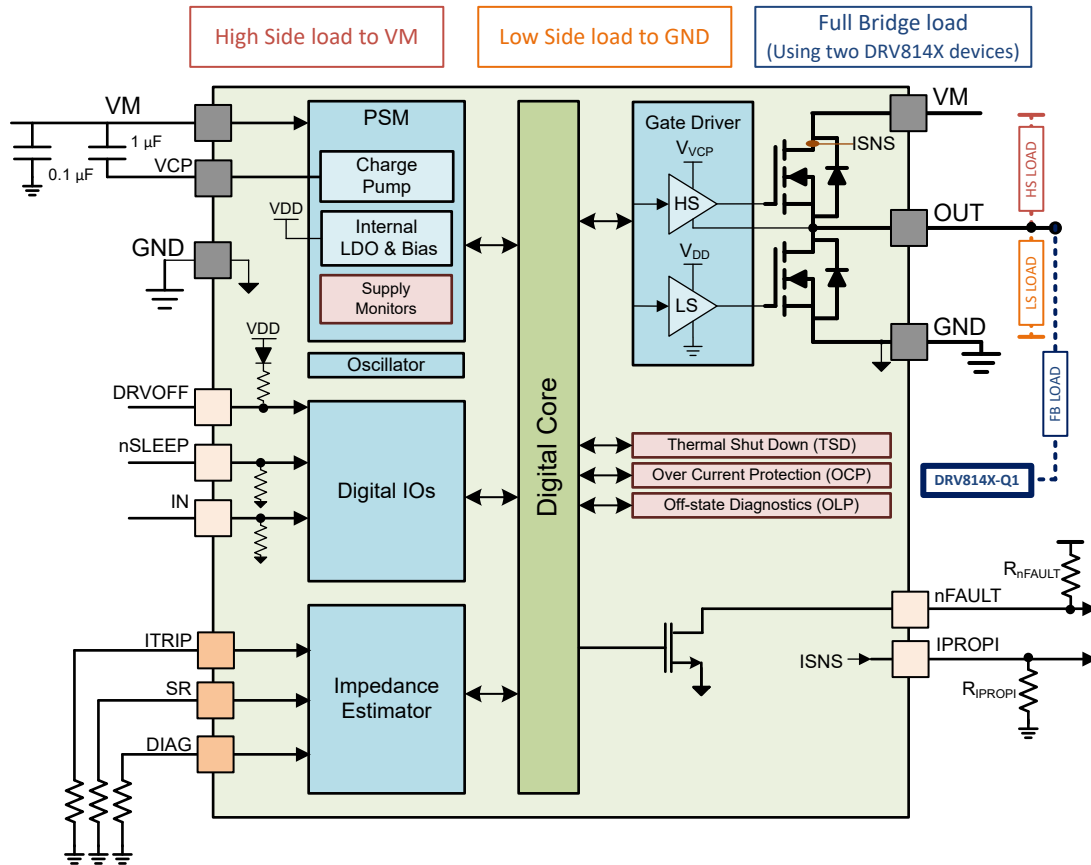 High Side load to VM
Low Side load to GND
Full Bridge load
(Using two DRV814X devices)
VM
1 µF
0.1 µF
VCP
GND
PSM
Charge
Pump
VDD
Internal
LDO & Bias
Supply
Monitors
Oscillator
VDD
DRVOFF
nSLEEP
IN
Digital IOs
ITRIP
SR
DIAG
Impedance
Estimator
Digital Core
Gate Driver
VVCP
HS
VDD
LS
ISNS
VM
OUT
GND
HS LOAD
LS LOAD
FB LOAD
DRV814X-Q1
Thermal Shut Down (TSD)
Over Current Protection (OCP)
Off-state Diagnostics (OLP)
RnFAULT
nFAULT
IPROPI
ISNS
RIPROPI